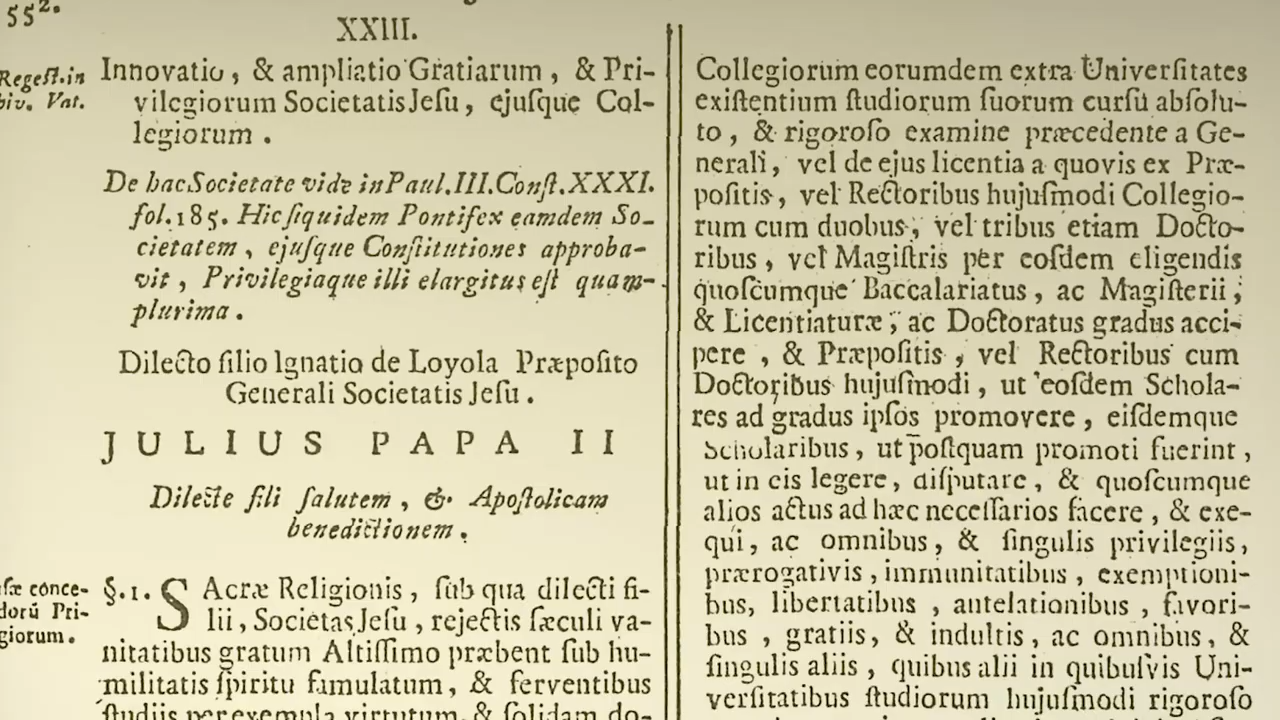 552.
XXIII.
Regeſt.in
hiv. Vat.
Innovatio, & ampliatio Gratiarum, & Pri-
vilegiorum Societatis Jeſu, ejuſque Col-
legiorum.
De hac Societate vide in Paul.III.Conſt.XXXI.
fol.185. Hic ſiquidem Pontifex eamdem So-
cietatem, ejuſque Conſtitutiones approba-
vit, Privilegiaque illi elargitus eſt quam-
plurima.
Dilecto filio Ignatio de Loyola Præpoſito
Generali Societatis Jeſu.
JULIUS PAPA II
Dilecte fili ſalutem, & Apoſtolicam
benedictionem.
ſæ conce-
dorū Pri-
giorum.
§.1. SAcræ Religionis, ſub qua dilecti fi-
lii, Societas Jeſu, rejectis ſæculi va-
nitatibus gratum Altiſſimo præbent ſub hu-
militatis ſpiritu famulatum, & ferventibus
ſtudiis per exempla virtutum, & ſolidam do-
Collegiorum eorumdem extra Univerſitates
exiſtentium ſtudiorum ſuorum curſu abſolu-
to, & rigoroſo examine præcedente a Ge-
nerali, vel de ejus licentia a quovis ex Præ-
poſitis, vel Rectoribus hujuſmodi Collegio-
rum cum duobus, vel tribus etiam Docto-
ribus, vel Magiſtris per eoſdem eligendis
quoſcumque Baccalariatus, ac Magiſterii,
& Licentiaturæ, ac Doctoratus gradus acci-
pere, & Præpoſitis, vel Rectoribus cum
Doctoribus hujuſmodi, ut eoſdem Schola-
res ad gradus ipſos promovere, eiſdemque
Scholaribus, ut poſtquam promoti fuerint,
ut in eis legere, diſputare, & quoſcumque
alios actus ad hæc neceſſarios facere, & exe-
qui, ac omnibus, & ſingulis privilegiis,
prærogativis, immunitatibus, exemptioni-
bus, libertatibus, antelationibus, favori-
bus, gratiis, & indultis, ac omnibus, &
ſingulis aliis, quibus alii in quibuſvis Uni-
verſitatibus ſtudiorum hujuſmodi rigoroſo